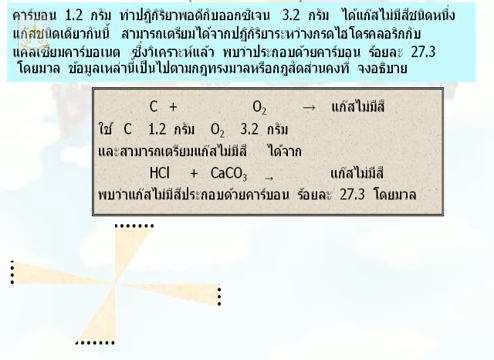 คาร์บอน 1.2 กรัม ทำปฏิกิริยาพอดีกับออกซิเจน 3.2 กรัม ได้แก๊สไม่มีสีชนิดหนึ่ง
แก๊สชนิดเดียวกันนี้ สามารถเตรียมได้จากปฏิกิริยาระหว่างกรดไฮโดรคลอริกกับ
แคลเซียมคาร์บอเนต ซึ่งวิเคราะห์แล้ว พบว่าประกอบด้วยคาร์บอน ร้อยละ 27.3
โดยมวล ข้อมูลเหล่านี้เป็นไปตามกฎทรงมวลหรือกฎสัดส่วนคงที่ จงอธิบาย
C + O₂ → แก๊สไม่มีสี
ใช้ C 1.2 กรัม O₂ 3.2 กรัม
และสามารถเตรียมแก๊สไม่มีสี ได้จาก
HCl + CaCO₃ → แก๊สไม่มีสี
พบว่าแก๊สไม่มีสีประกอบด้วยคาร์บอน ร้อยละ 27.3 โดยมวล